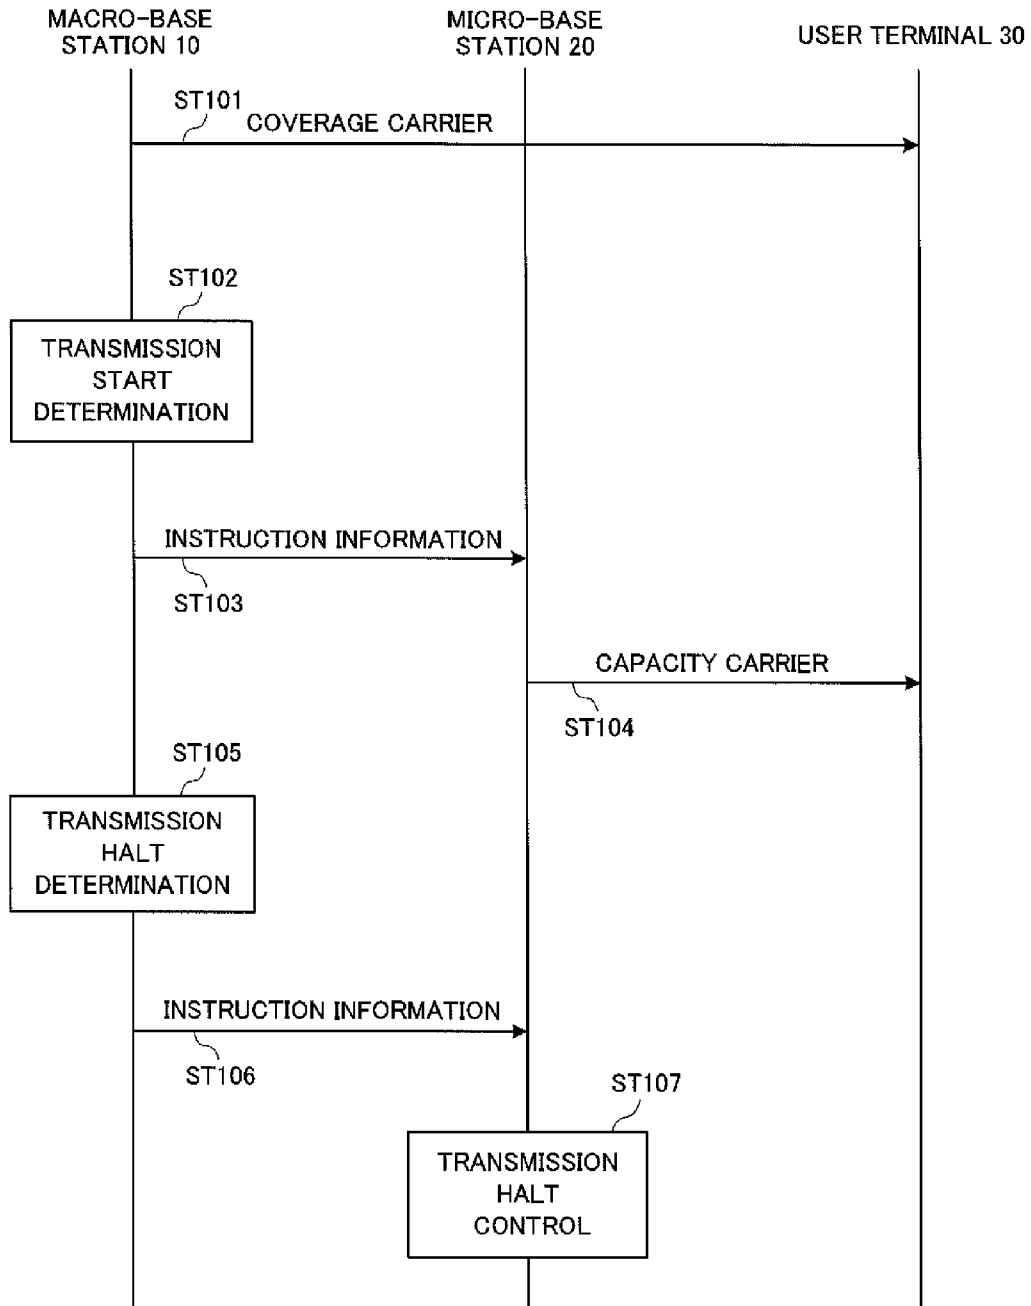 MACRO-BASE
STATION 10
MICRO-BASE
STATION 20
USER TERMINAL 30
ST101
COVERAGE CARRIER
ST102
TRANSMISSION
START
DETERMINATION
INSTRUCTION INFORMATION
ST103
CAPACITY CARRIER
ST104
ST105
TRANSMISSION
HALT
DETERMINATION
INSTRUCTION INFORMATION
ST106
ST107
TRANSMISSION
HALT
CONTROL